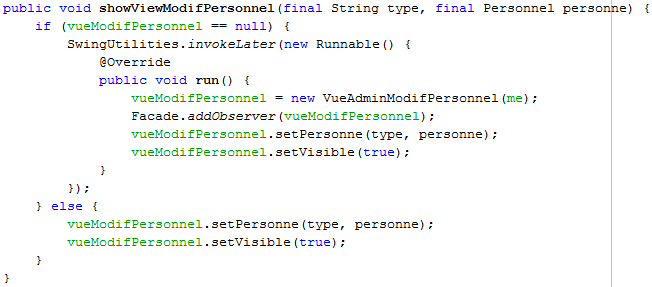 public void showViewModifPersonnel(final String type, final Personnel personne) {
    if (vueModifPersonnel == null) {
        SwingUtilities.invokeLater(new Runnable() {
            @Override
            public void run() {
                vueModifPersonnel = new VueAdminModifPersonnel(me);
                Facade.addObserver(vueModifPersonnel);
                vueModifPersonnel.setPersonne(type, personne);
                vueModifPersonnel.setVisible(true);
            }
        });
    } else {
        vueModifPersonnel.setPersonne(type, personne);
        vueModifPersonnel.setVisible(true);
    }
}